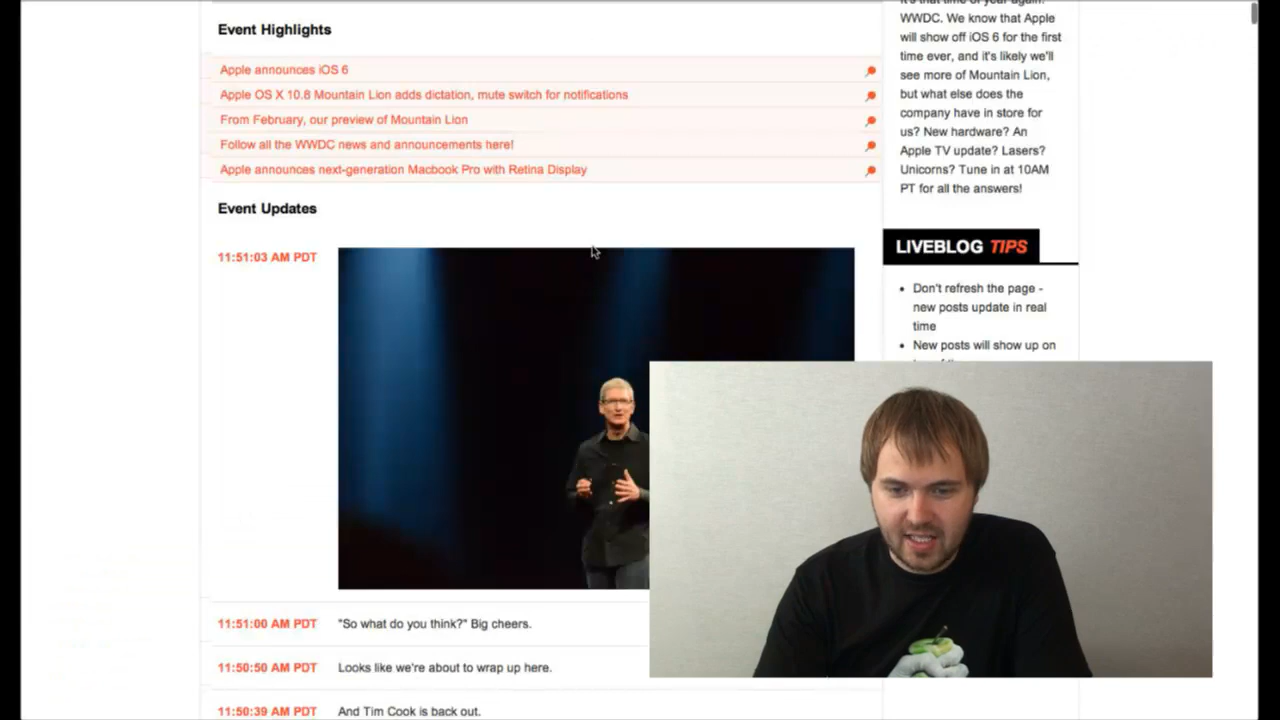 Event Highlights
Apple announces iOS 6
Apple OS X 10.8 Mountain Lion adds dictation, mute switch for notifications
From February, our preview of Mountain Lion
Follow all the WWDC news and announcements here!
Apple announces next-generation Macbook Pro with Retina Display
Event Updates
11:51:03 AM PDT
11:51:00 AM PDT "So what do you think?" Big cheers.
11:50:50 AM PDT Looks like we're about to wrap up here.
11:50:39 AM PDT And Tim Cook is back out.
WWDC. We know that Apple
will show off iOS 6 for the first
time ever, and it's likely we'll
see more of Mountain Lion,
but what else does the
company have in store for
us? New hardware? An
Apple TV update? Lasers?
Unicorns? Tune in at 10AM
PT for all the answers!
LIVEBLOG TIPS
• Don't refresh the page -
new posts update in real
time
• New posts will show up on